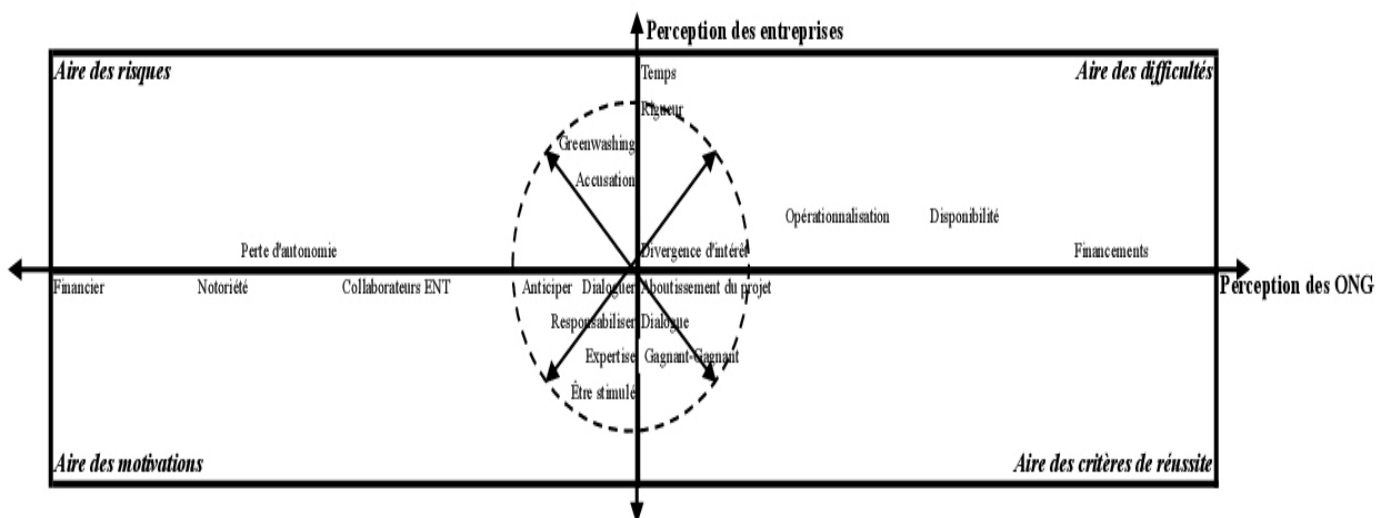 Perception des entreprises
Aire des risques
Temps
Aire des difficultés
Rigueur
Greenwashing
Accusation
Opérationnalisation
Disponibilité
Perte d'autonomie
Divergence d'intérêt
Financements
Financier
Notoriété
Collaborateurs ENT
Anticiper
Dialoguer
Aboutissement du projet
Perception des ONG
Responsabiliser
Dialogue
Expertise
Gagnant-Gagnant
Être stimulé
Aire des motivations
Aire des critères de réussite